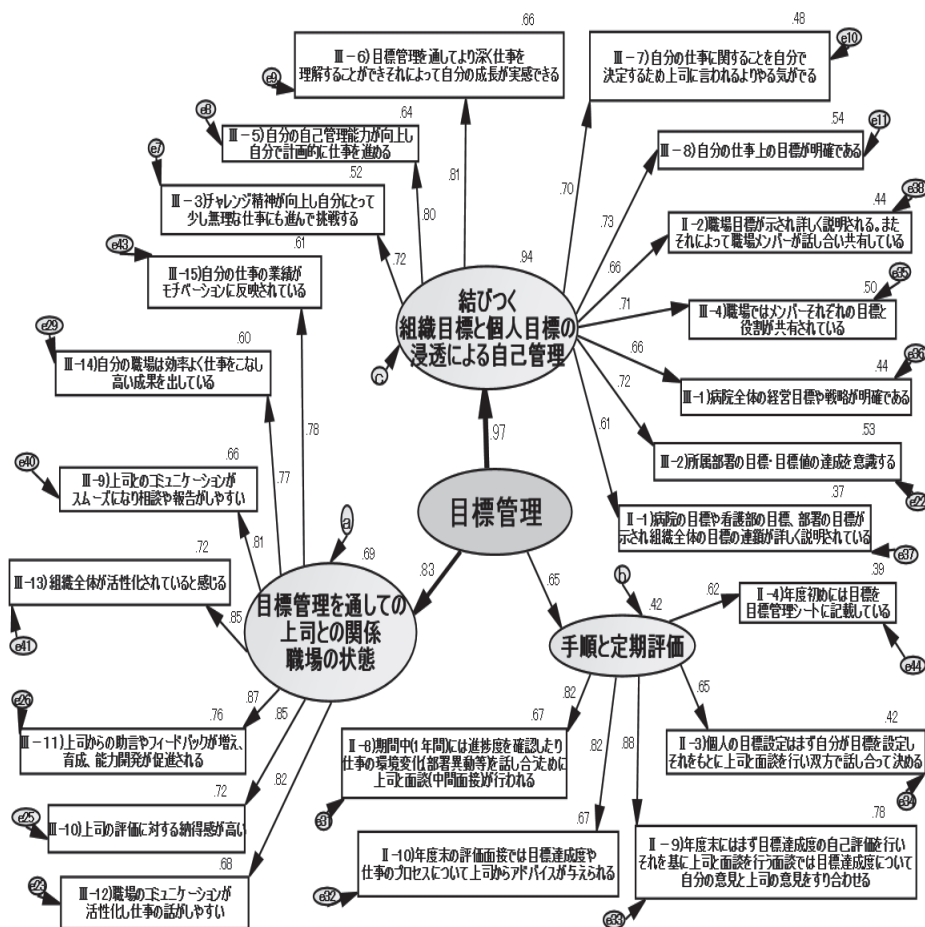 .66
Ⅲ－6)目標管理を通してより深く仕事を
理解することができそれによって自分の成長が実感できる
e9
.48
Ⅲ－7)自分の仕事に関することを自分で
決定するため上司に言われるよりやる気がでる
e10
.64
Ⅲ－5)自分の自己管理能力が向上し
自分で計画的に仕事を進める
e8
.54
Ⅲ－8)自分の仕事上の目標が明確である
e11
.52
Ⅲ－3)チャレンジ精神が向上し自分にとって
少し無理な仕事にも進んで挑戦する
e7
.44
Ⅱ－2)職場目標が示され詳しく説明される。また
それによって職場メンバーが話し合い共有している
e38
.61
Ⅲ－15)自分の仕事の業績が
モチベーションに反映されている
e43
.50
Ⅲ－4)職場ではメンバーそれぞれの目標と
役割が共有されている
e35
.60
Ⅲ－14)自分の職場は効率よく仕事をこなし
高い成果を出している
e29
.44
Ⅲ－1)病院全体の経営目標や戦略が明確である
e36
.53
Ⅲ－2)所属部署の目標・目標値の達成を意識する
e22
.66
Ⅲ－9)上司とのコミュニケーションが
スムーズになり相談や報告がしやすい
e40
.37
Ⅱ－1)病院の目標や看護部の目標、部署の目標が
示され組織全体の目標の連鎖が詳しく説明されている
e37
.72
Ⅲ－13)組織全体が活性化されていると感じる
e41
.94
結びつく
組織目標と個人目標の
浸透による自己管理
c
.81
.80
.72
.70
.73
.66
.71
.66
.72
.61
.97
目標管理
.83
.65
a
.69
目標管理を通しての
上司との関係
職場の状態
.78
.77
.81
.85
.87
.85
.82
b
.42
手順と定期評価
.62
.65
.82
.82
.88
.39
Ⅱ－4)年度初めには目標を
目標管理シートに記載している
e44
.76
Ⅲ－11)上司からの助言やフィードバックが増え、
育成、能力開発が促進される
e26
.67
Ⅱ－8)期間中(1年間)には進捗度を確認したり
仕事の環境変化(部署異動等)を話し合うために
上司と面談(中間面接)が行われる
e31
.42
Ⅱ－3)個人の目標設定はまず自分が目標を設定し
それをもとに上司と面談を行い双方で話し合って決める
e34
.72
Ⅲ－10)上司の評価に対する納得感が高い
e25
.67
Ⅱ－10)年度末の評価面接では目標達成度や
仕事のプロセスについて上司からアドバイスが与えられる
e32
.78
Ⅱ－9)年度末にはまず目標達成度の自己評価を行い
それを基に上司と面談を行う面談では目標達成度について
自分の意見と上司の意見をすり合わせる
e33
.68
Ⅲ－12)職場のコミュニケーションが
活性化し仕事の話がしやすい
e23